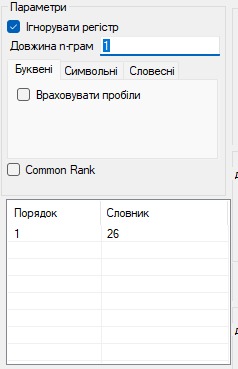 Параметри
Ігнорувати регістр
Довжина n-грам 1
Буквені Символьні Словесні
Враховувати пробіли
Common Rank
Порядок Словник
1 26